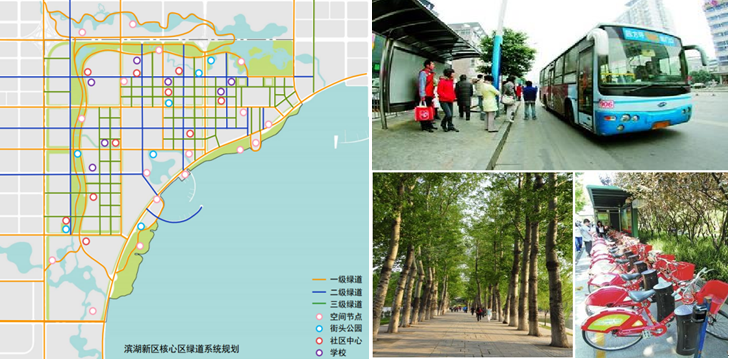 一级绿道
二级绿道
三级绿道
空间节点
街头公园
社区中心
学校
滨湖新区核心区绿道系统规划